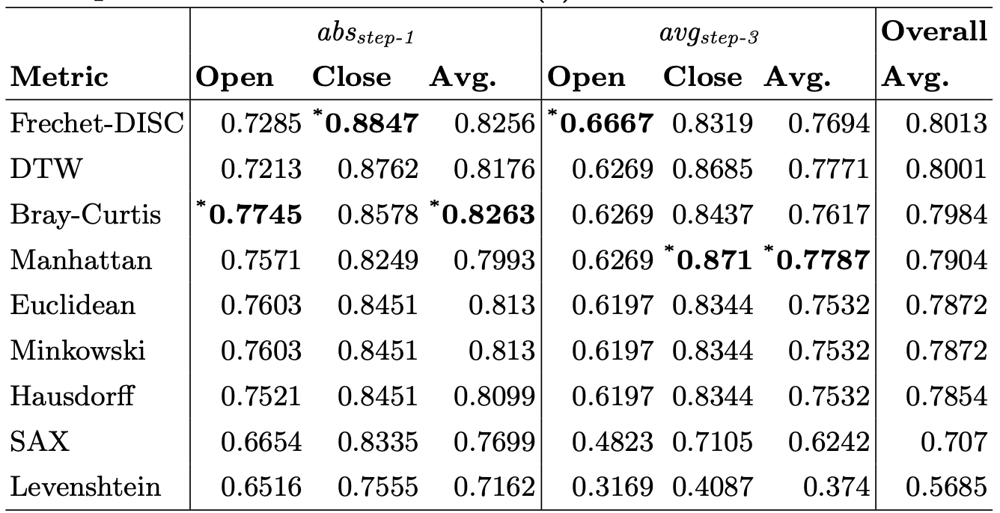 abs_step-1 avg_step-3 Overall
Metric Open Close Avg. Open Close Avg. Avg.
Frechet-DISC 0.7285 *0.8847 0.8256 *0.6667 0.8319 0.7694 0.8013
DTW 0.7213 0.8762 0.8176 0.6269 0.8685 0.7771 0.8001
Bray-Curtis *0.7745 0.8578 *0.8263 0.6269 0.8437 0.7617 0.7984
Manhattan 0.7571 0.8249 0.7993 0.6269 *0.871 *0.7787 0.7904
Euclidean 0.7603 0.8451 0.813 0.6197 0.8344 0.7532 0.7872
Minkowski 0.7603 0.8451 0.813 0.6197 0.8344 0.7532 0.7872
Hausdorff 0.7521 0.8451 0.8099 0.6197 0.8344 0.7532 0.7854
SAX 0.6654 0.8335 0.7699 0.4823 0.7105 0.6242 0.707
Levenshtein 0.6516 0.7555 0.7162 0.3169 0.4087 0.374 0.5685